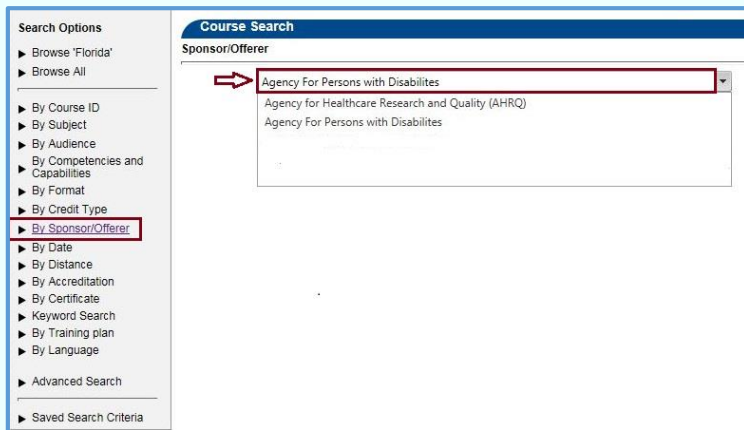 Search Options
Browse 'Florida'
Browse All
By Course ID
By Subject
By Audience
By Competencies and
Capabilities
By Format
By Credit Type
By Sponsor/Offerer
By Date
By Distance
By Accreditation
By Certificate
Keyword Search
By Training plan
By Language
Advanced Search
Saved Search Criteria
Course Search
Sponsor/Offerer
Agency For Persons with Disabilites
Agency for Healthcare Research and Quality (AHRQ)
Agency For Persons with Disabilites